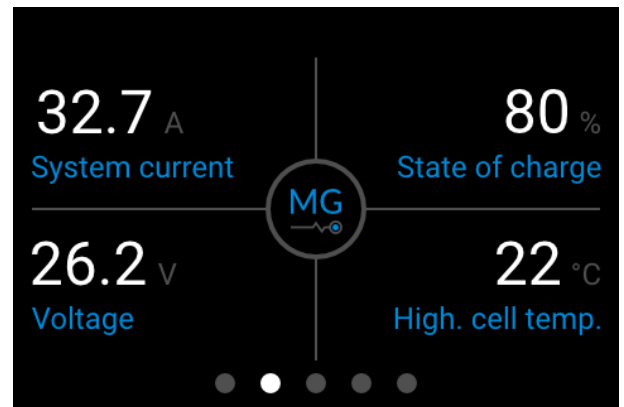 32.7 A
System current
80 %
State of charge
MG
26.2 V
Voltage
22 °C
High. cell temp.